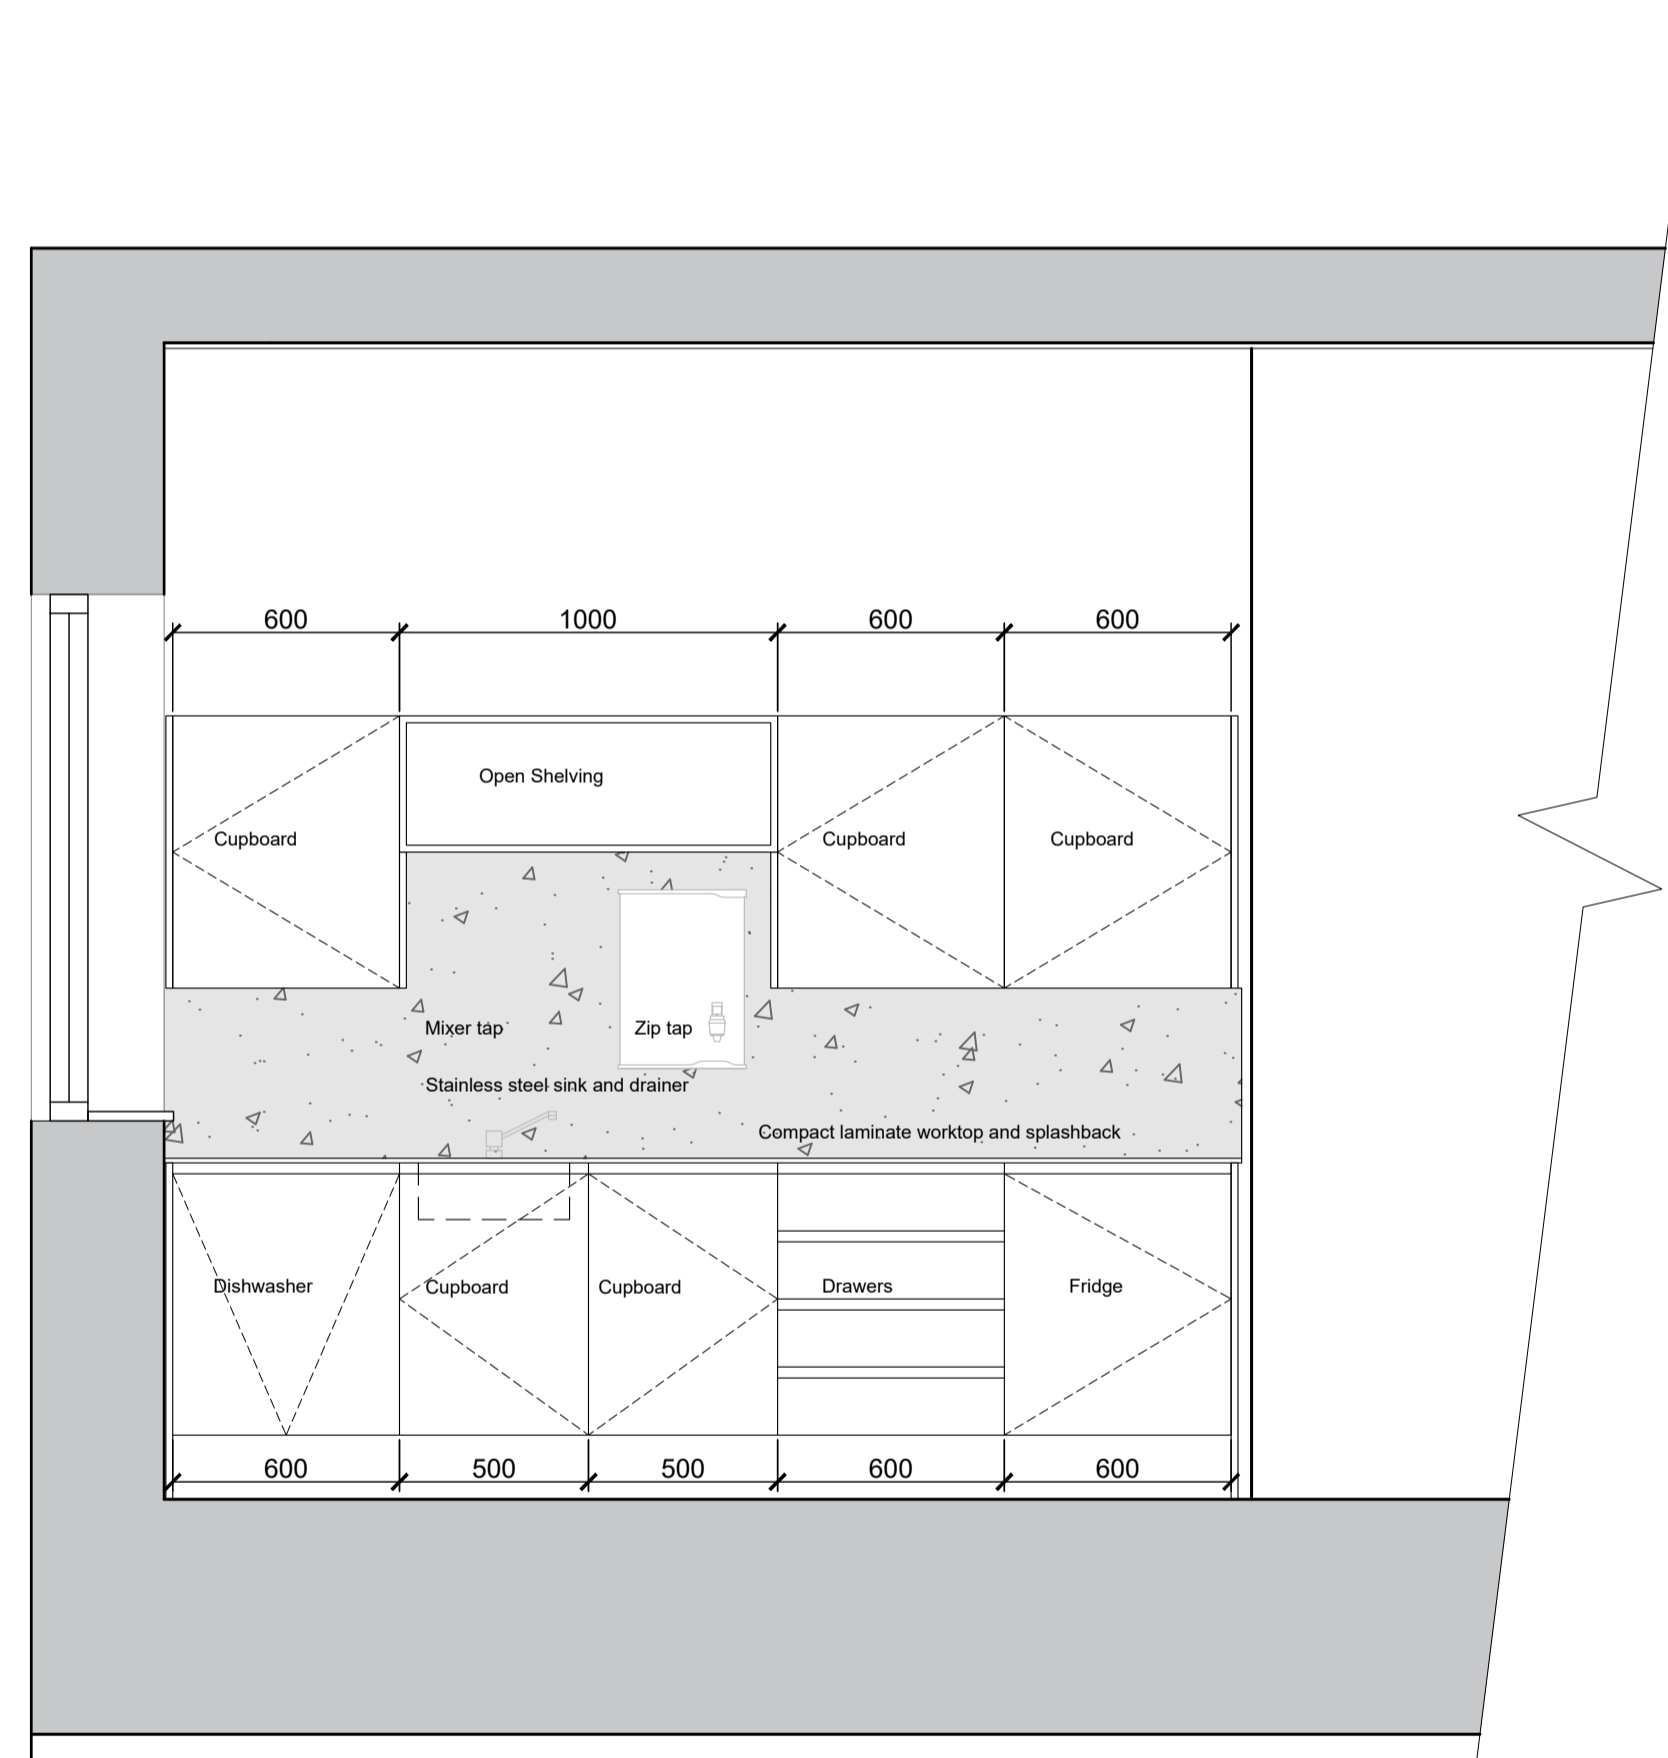 600 1000 600 600
Open Shelving
Cupboard Cupboard Cupboard
Mixer tap Zip tap
Stainless steel sink and drainer
Compact laminate worktop and splashback
Dishwasher Cupboard Cupboard Drawers Fridge
600 500 500 600 600